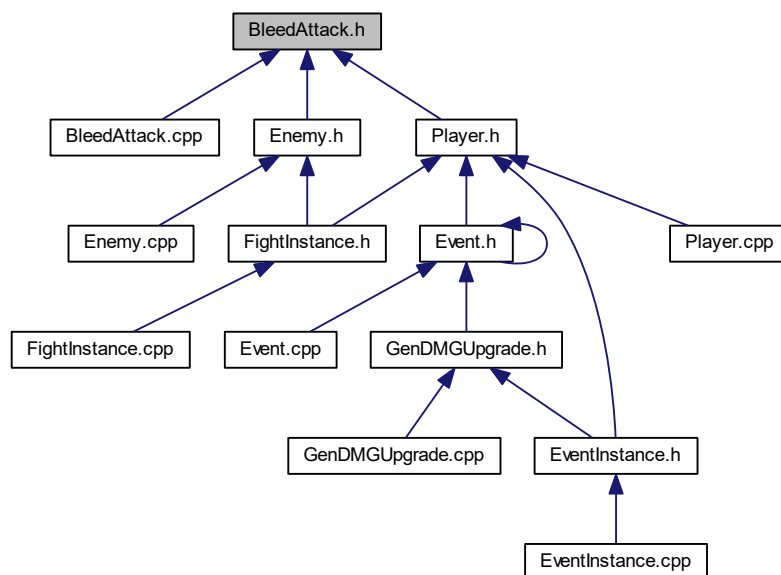 BleedAttack.h
BleedAttack.cpp
Enemy.h
Player.h
Enemy.cpp
FightInstance.h
Event.h
Player.cpp
FightInstance.cpp
Event.cpp
GenDMGUpgrade.h
GenDMGUpgrade.cpp
EventInstance.h
EventInstance.cpp